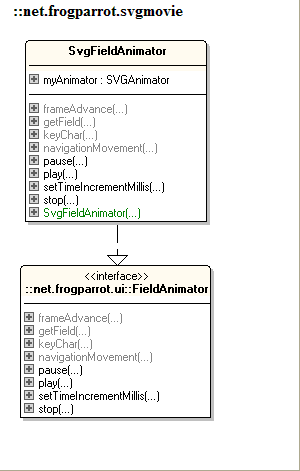 ::net.frogparrot.svgmovie
SvgFieldAnimator
myAnimator : SVGAnimator
frameAdvance(...)
getField(...)
keyChar(...)
navigationMovement(...)
pause(...)
play(...)
setTimeIncrementMillis(...)
stop(...)
SvgFieldAnimator(...)
<<interface>>
::net.frogparrot.ui::FieldAnimator
frameAdvance(...)
getField(...)
keyChar(...)
navigationMovement(...)
pause(...)
play(...)
setTimeIncrementMillis(...)
stop(...)